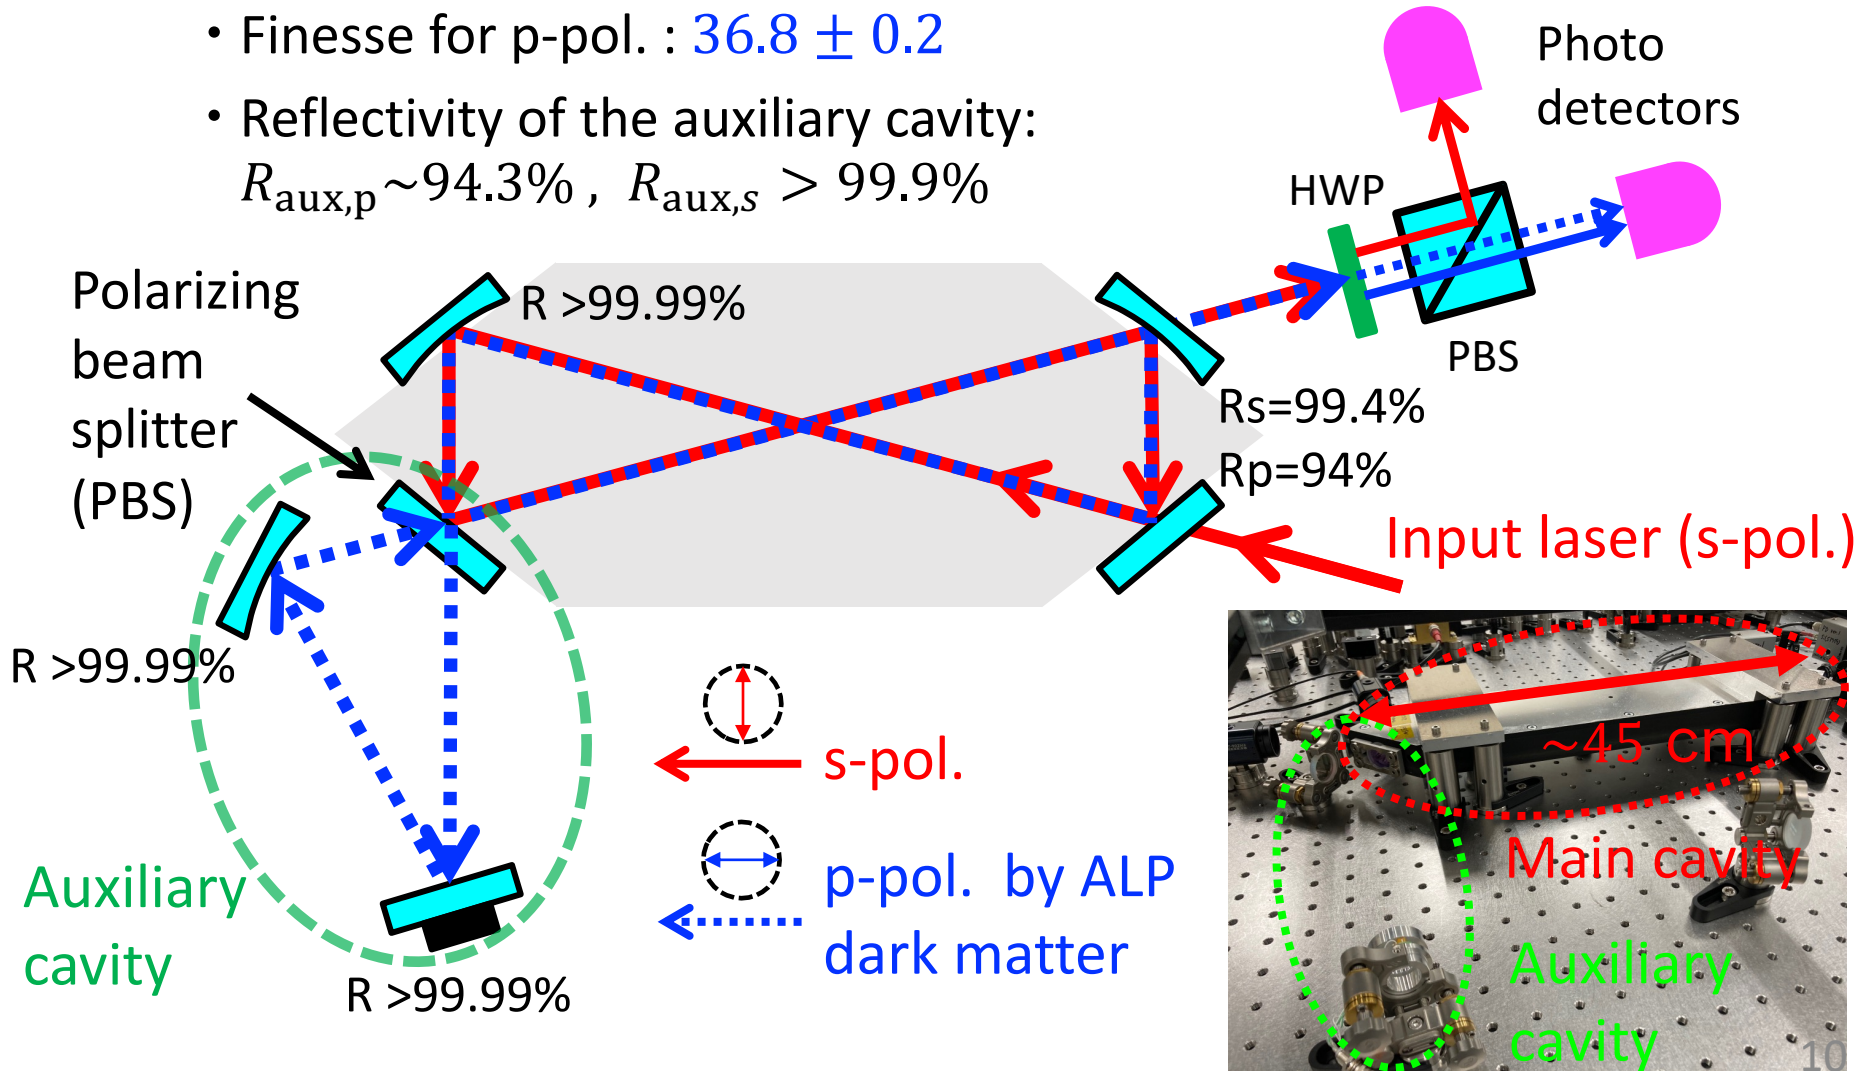 ・Finesse for p-pol. : 36.8 ± 0.2
・Reflectivity of the auxiliary cavity:
R_aux,p ~94.3% , R_aux,s > 99.9%
Photo
detectors
HWP
PBS
Polarizing
beam
splitter
(PBS)
R >99.99%
Rs=99.4%
Rp=94%
Input laser (s-pol.)
R >99.99%
s-pol.
p-pol. by ALP
dark matter
Auxiliary
cavity
R >99.99%
~45 cm
Main cavity
Auxiliary
cavity
10